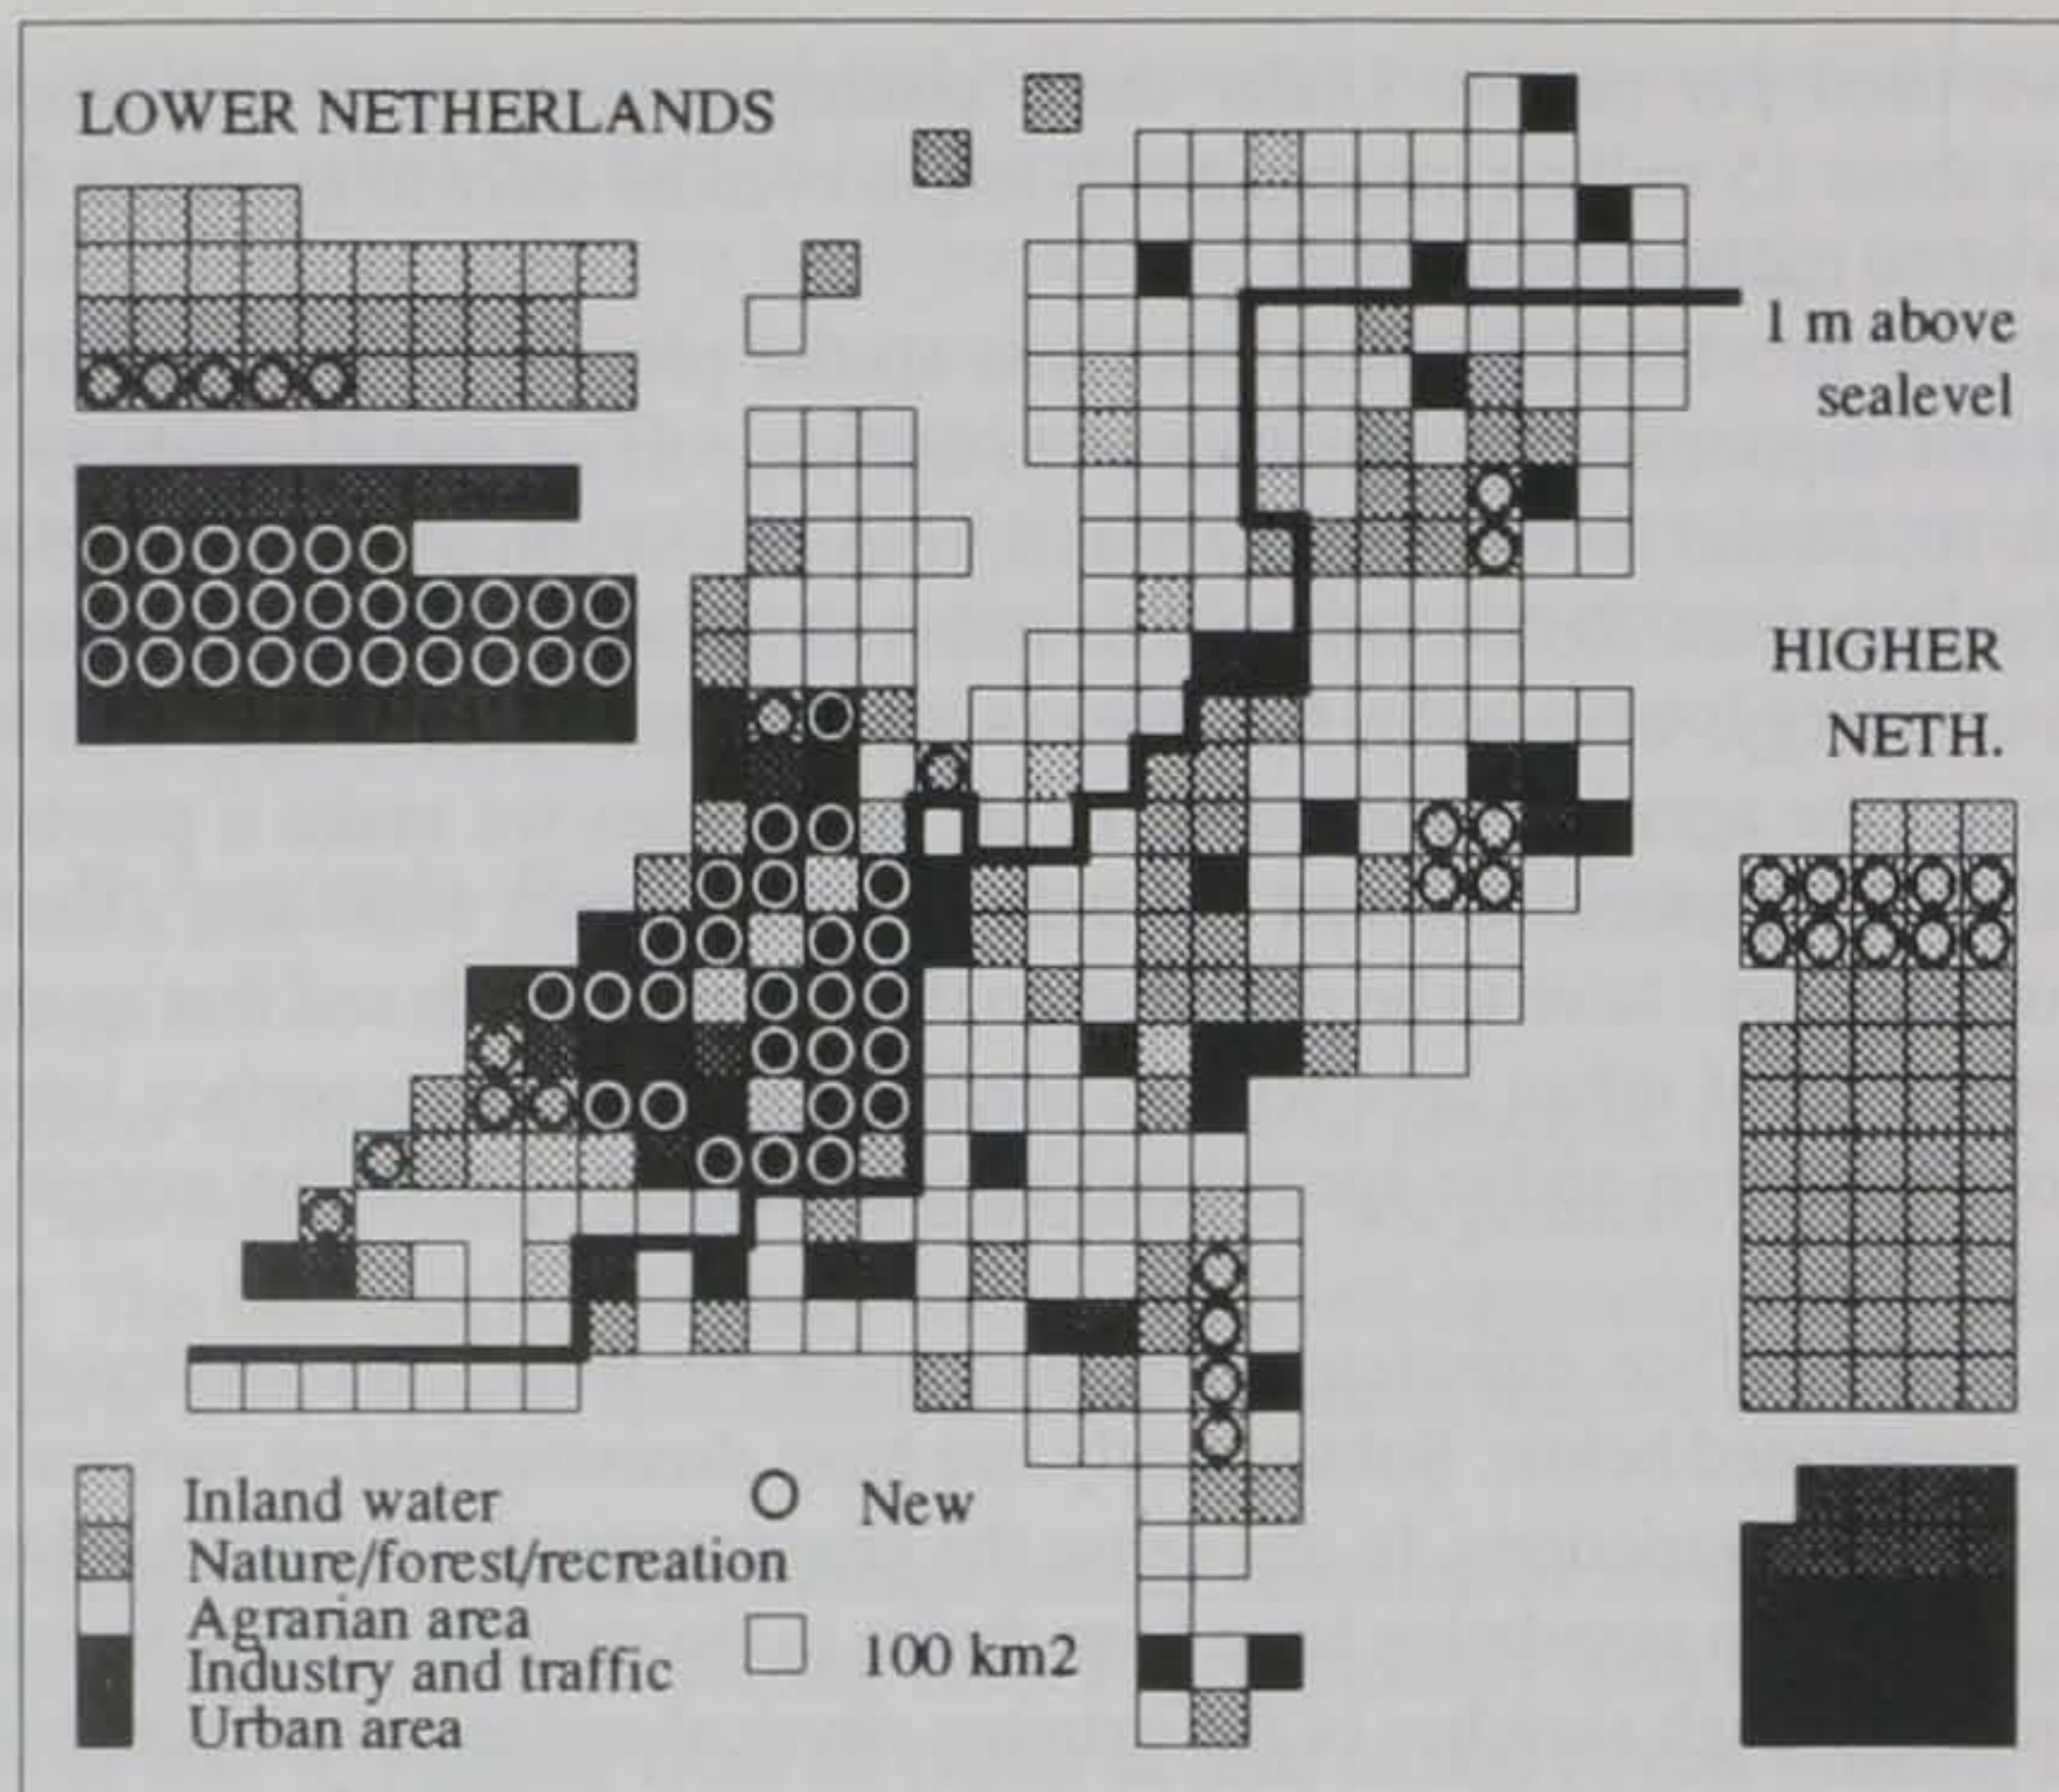 LOWER NETHERLANDS
1 m above
sealevel
HIGHER
NETH.
Inland water
Nature/forest/recreation
Agrarian area
Industry and traffic
Urban area
New
100 km2